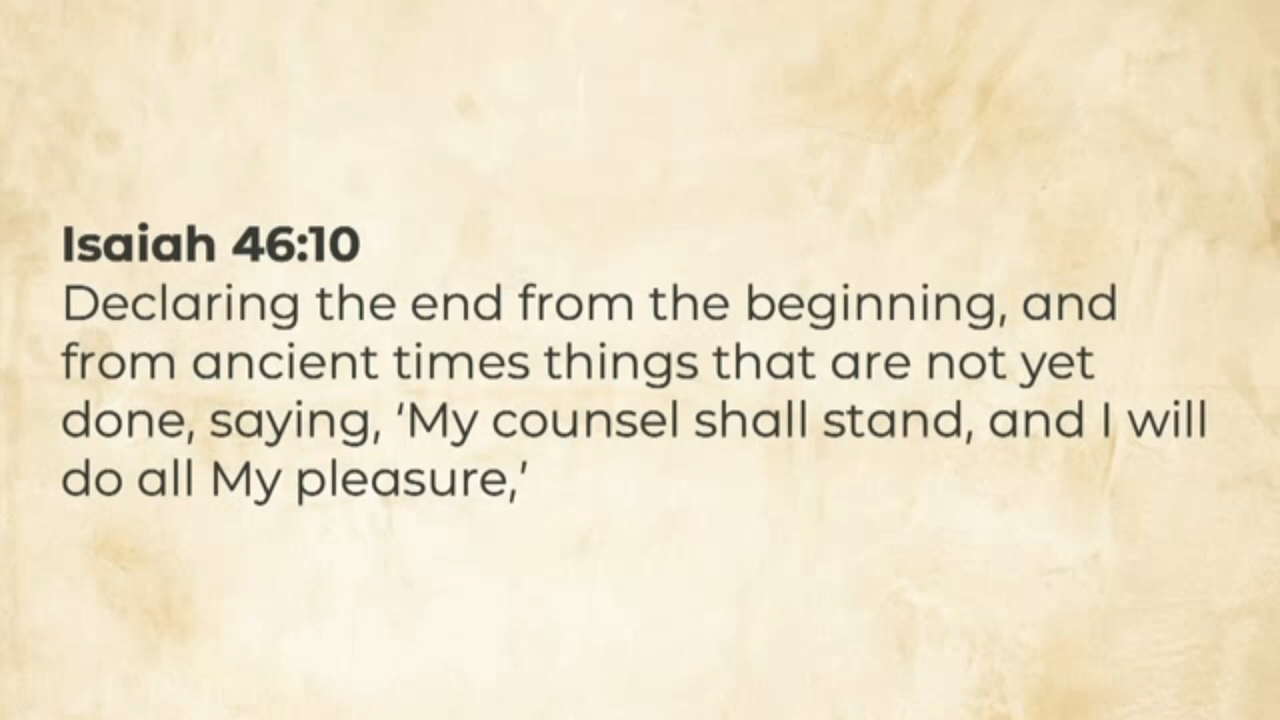 Isaiah 46:10
Declaring the end from the beginning, and
from ancient times things that are not yet
done, saying, ‘My counsel shall stand, and I will
do all My pleasure,’